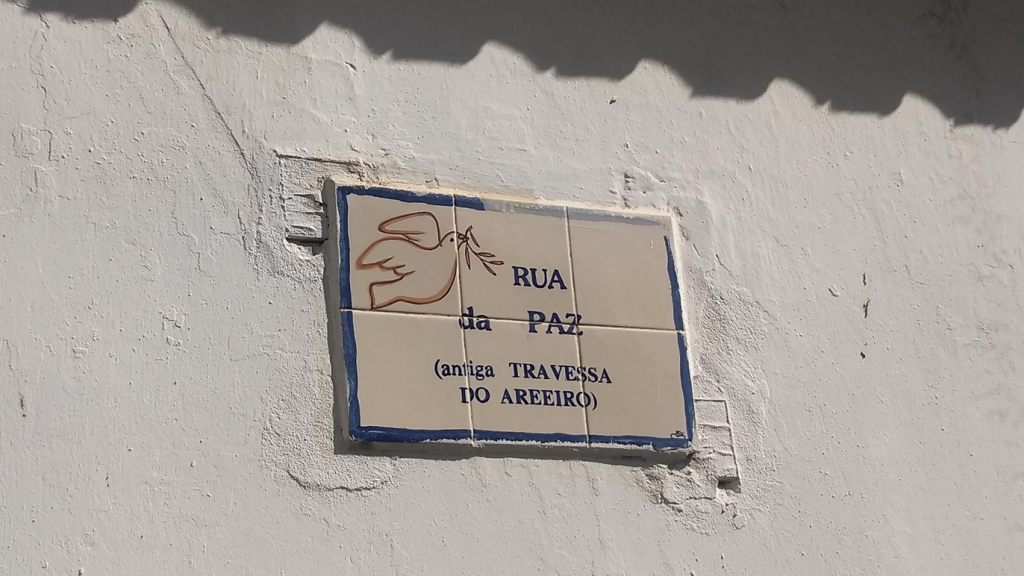 RUA
da PAZ
(antiga TRAVESSA
DO AREEIRO)